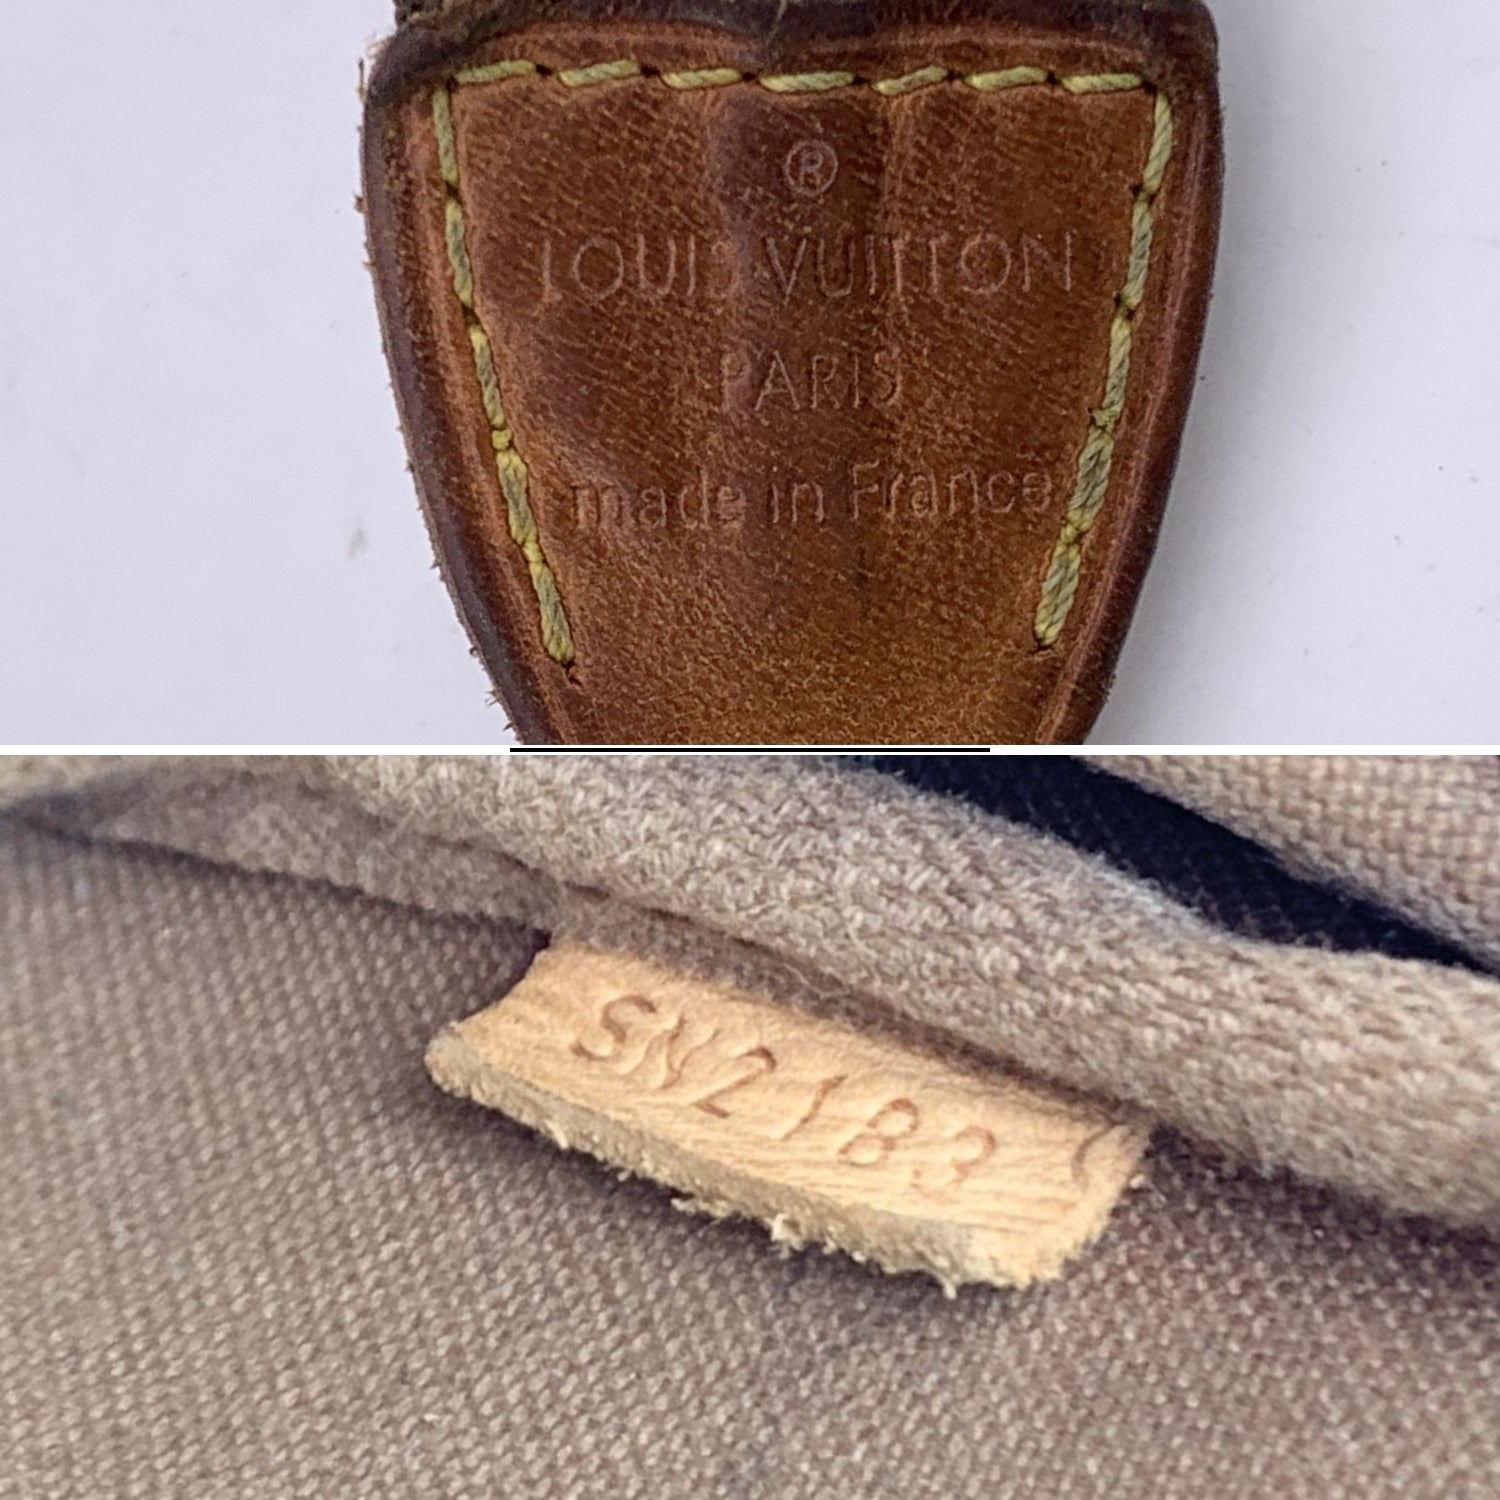 ®
LOUIS VUITTON
PARIS
made in France
SN2183